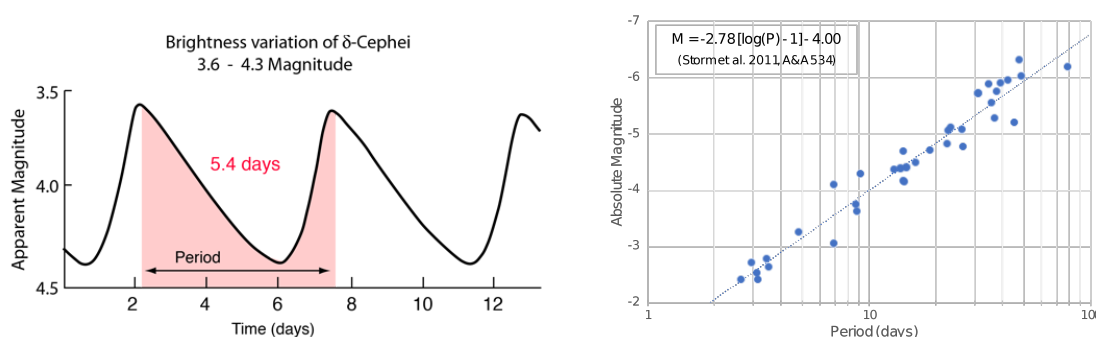 Brightness variation of δ-Cephei
3.6 - 4.3 Magnitude
Apparent Magnitude
3.5
4.0
4.5
5.4 days
Period
2
4
6
8
10
12
Time (days)
M = -2.78[log(P) - 1] - 4.00
(Storm et al. 2011, A&A 534)
Absolute Magnitude
-7
-6
-5
-4
-3
-2
1
10
10
Period (days)